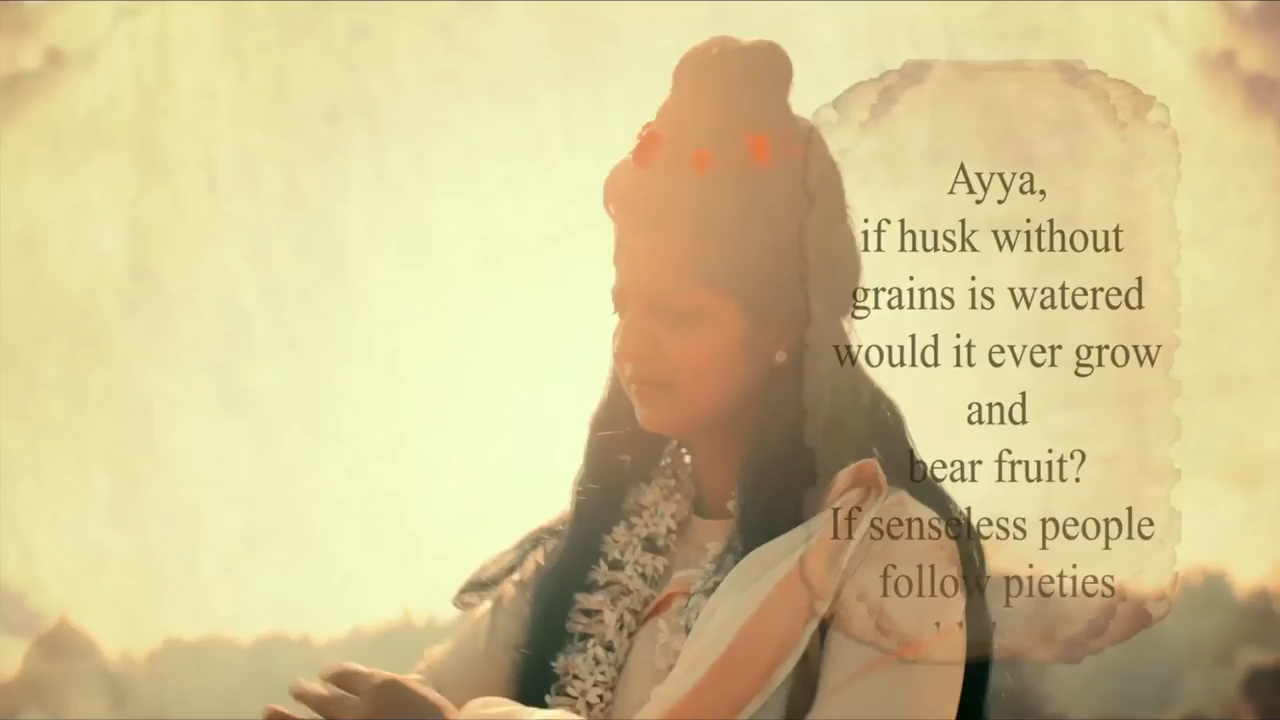 Ayya,
if husk without
grains is watered
would it ever grow
and
bear fruit?
If senseless people
follow pieties